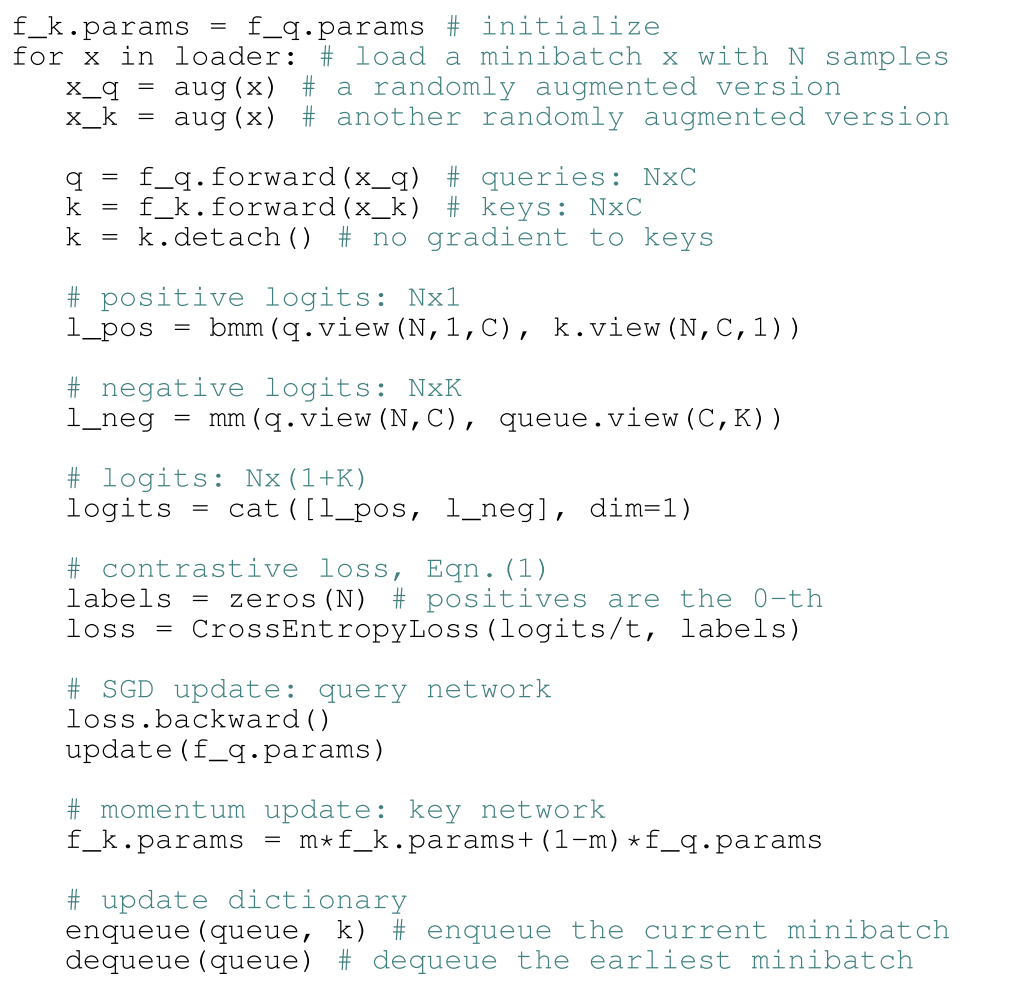 f_k.params = f_q.params # initialize
for x in loader: # load a minibatch x with N samples
x_q = aug(x) # a randomly augmented version
x_k = aug(x) # another randomly augmented version
q = f_q.forward(x_q) # queries: NxC
k = f_k.forward(x_k) # keys: NxC
k = k.detach() # no gradient to keys
# positive logits: Nx1
l_pos = bmm(q.view(N,1,C), k.view(N,C,1))
# negative logits: NxK
l_neg = mm(q.view(N,C), queue.view(C,K))
# logits: Nx(1+K)
logits = cat([l_pos, l_neg], dim=1)
# contrastive loss, Eqn.(1)
labels = zeros(N) # positives are the 0-th
loss = CrossEntropyLoss(logits/t, labels)
# SGD update: query network
loss.backward()
update(f_q.params)
# momentum update: key network
f_k.params = m*f_k.params+(1-m)*f_q.params
# update dictionary
enqueue(queue, k) # enqueue the current minibatch
dequeue(queue) # dequeue the earliest minibatch